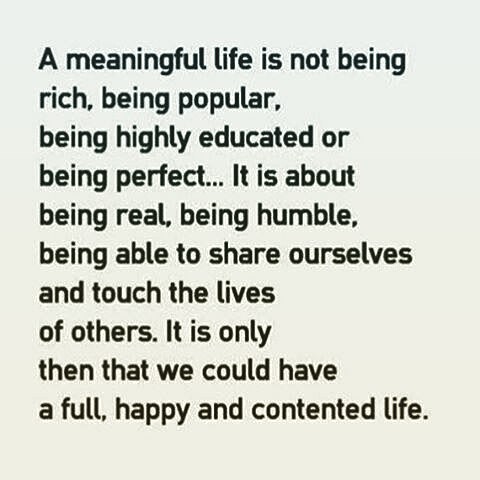 A meaningful life is not being
rich, being popular,
being highly educated or
being perfect... It is about
being real, being humble,
being able to share ourselves
and touch the lives
of others. It is only
then that we could have
a full, happy and contented life.